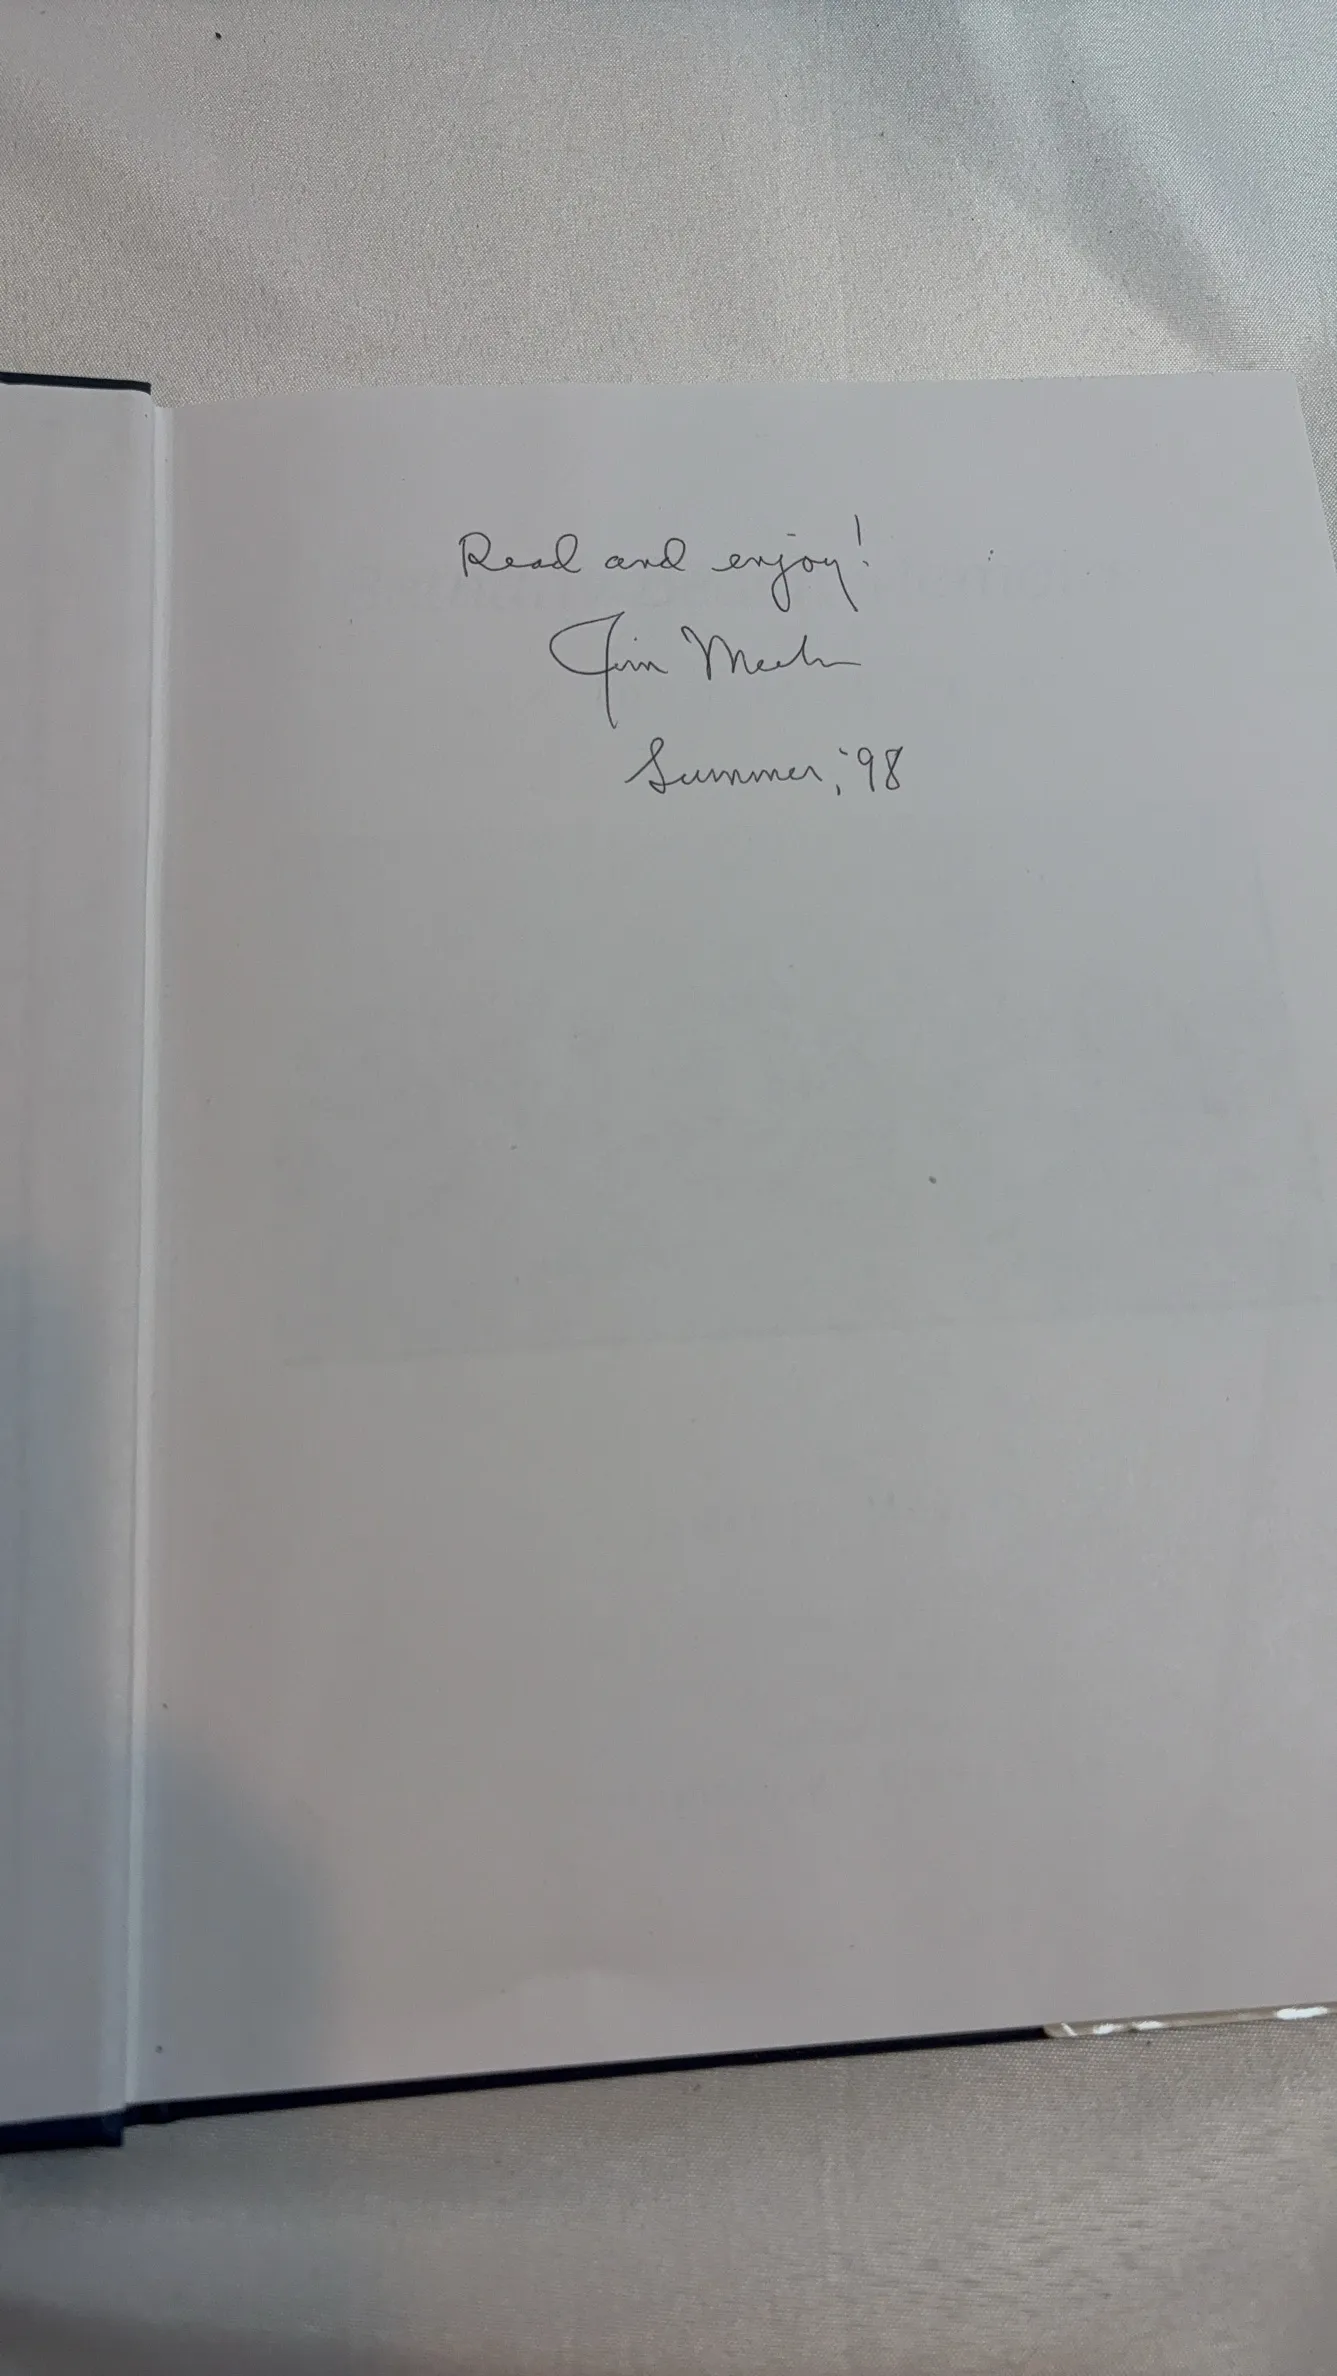 Read and enjoy!
Jim
Summer, '98